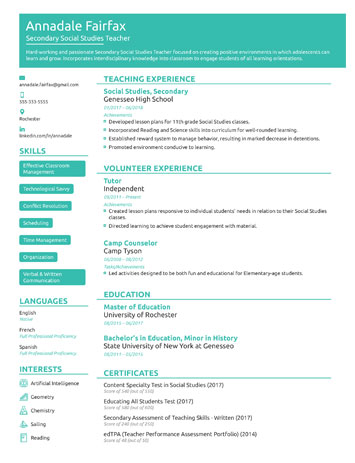 Annadale Fairfax
Secondary Social Studies Teacher
Hard-working and passionate Secondary Social Studies Teacher focused on creating positive environments in which adolescents can
learn and grow. Incorporates interdisciplinary knowledge into classroom to engage students of all learning orientations.
annadale.fairfax@gmail.com
555 555 5555
Rochester
linkedin.com/in/annadale
SKILLS
Effective Classroom
Management
Technological Savvy
Conflict Resolution
Scheduling
Time Management
Organization
Verbal & Written
Communication
LANGUAGES
English
Native
French
Full Professional Proficiency
Spanish
Full Professional Proficiency
INTERESTS
Artificial Intelligence
Geometry
Chemistry
Sailing
Reading
TEACHING EXPERIENCE
Social Studies, Secondary
Genesseo High School
09/2017 – 06/2018
Achievements
Developed lesson plans for 11th grade Social Studies classes.
Incorporated Reading and Science skills into curriculum for well-rounded learning.
Established reward system to manage behavior, resulting in marked decrease in detentions.
Promoted environment conducive to learning.
VOLUNTEER EXPERIENCE
Tutor
Independent
09/2011 – Present
Achievements
Created lesson plans responsive to individual students' needs in relation to their Social Studies
classes.
Directed learning to achieve student engagement with material.
Camp Counselor
Camp Tyson
06/2008 – 08/2012
Tasks/Achievements
Led activities designed to be both fun and educational for Elementary-age students.
EDUCATION
Master of Education
University of Rochester
08/2015 – 06/2017
Bachelor's in Education, Minor in History
State University of New York at Genesseo
08/2011 – 05/2015
CERTIFICATES
Content Specialty Test in Social Studies (2017)
Score of 540 (out of 550)
Educating All Students Test (2017)
Score of 580 (out of 600)
Secondary Assessment of Teaching Skills - Written (2017)
Score of 240 (out of 300)
edTPA (Teacher Performance Assessment Portfolio) (2014)
Score of 48 (out of 50)